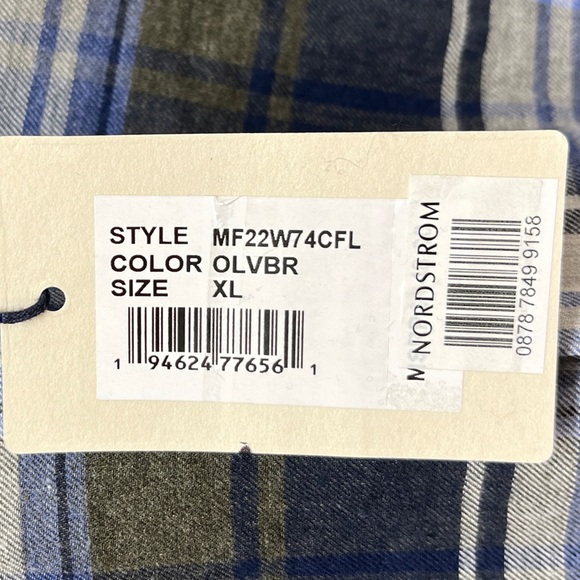 STYLE MF22W74CFL
COLOR OLVBR
SIZE XL
1 94624 77656 1
NORDSTROM
0878 7849 9158